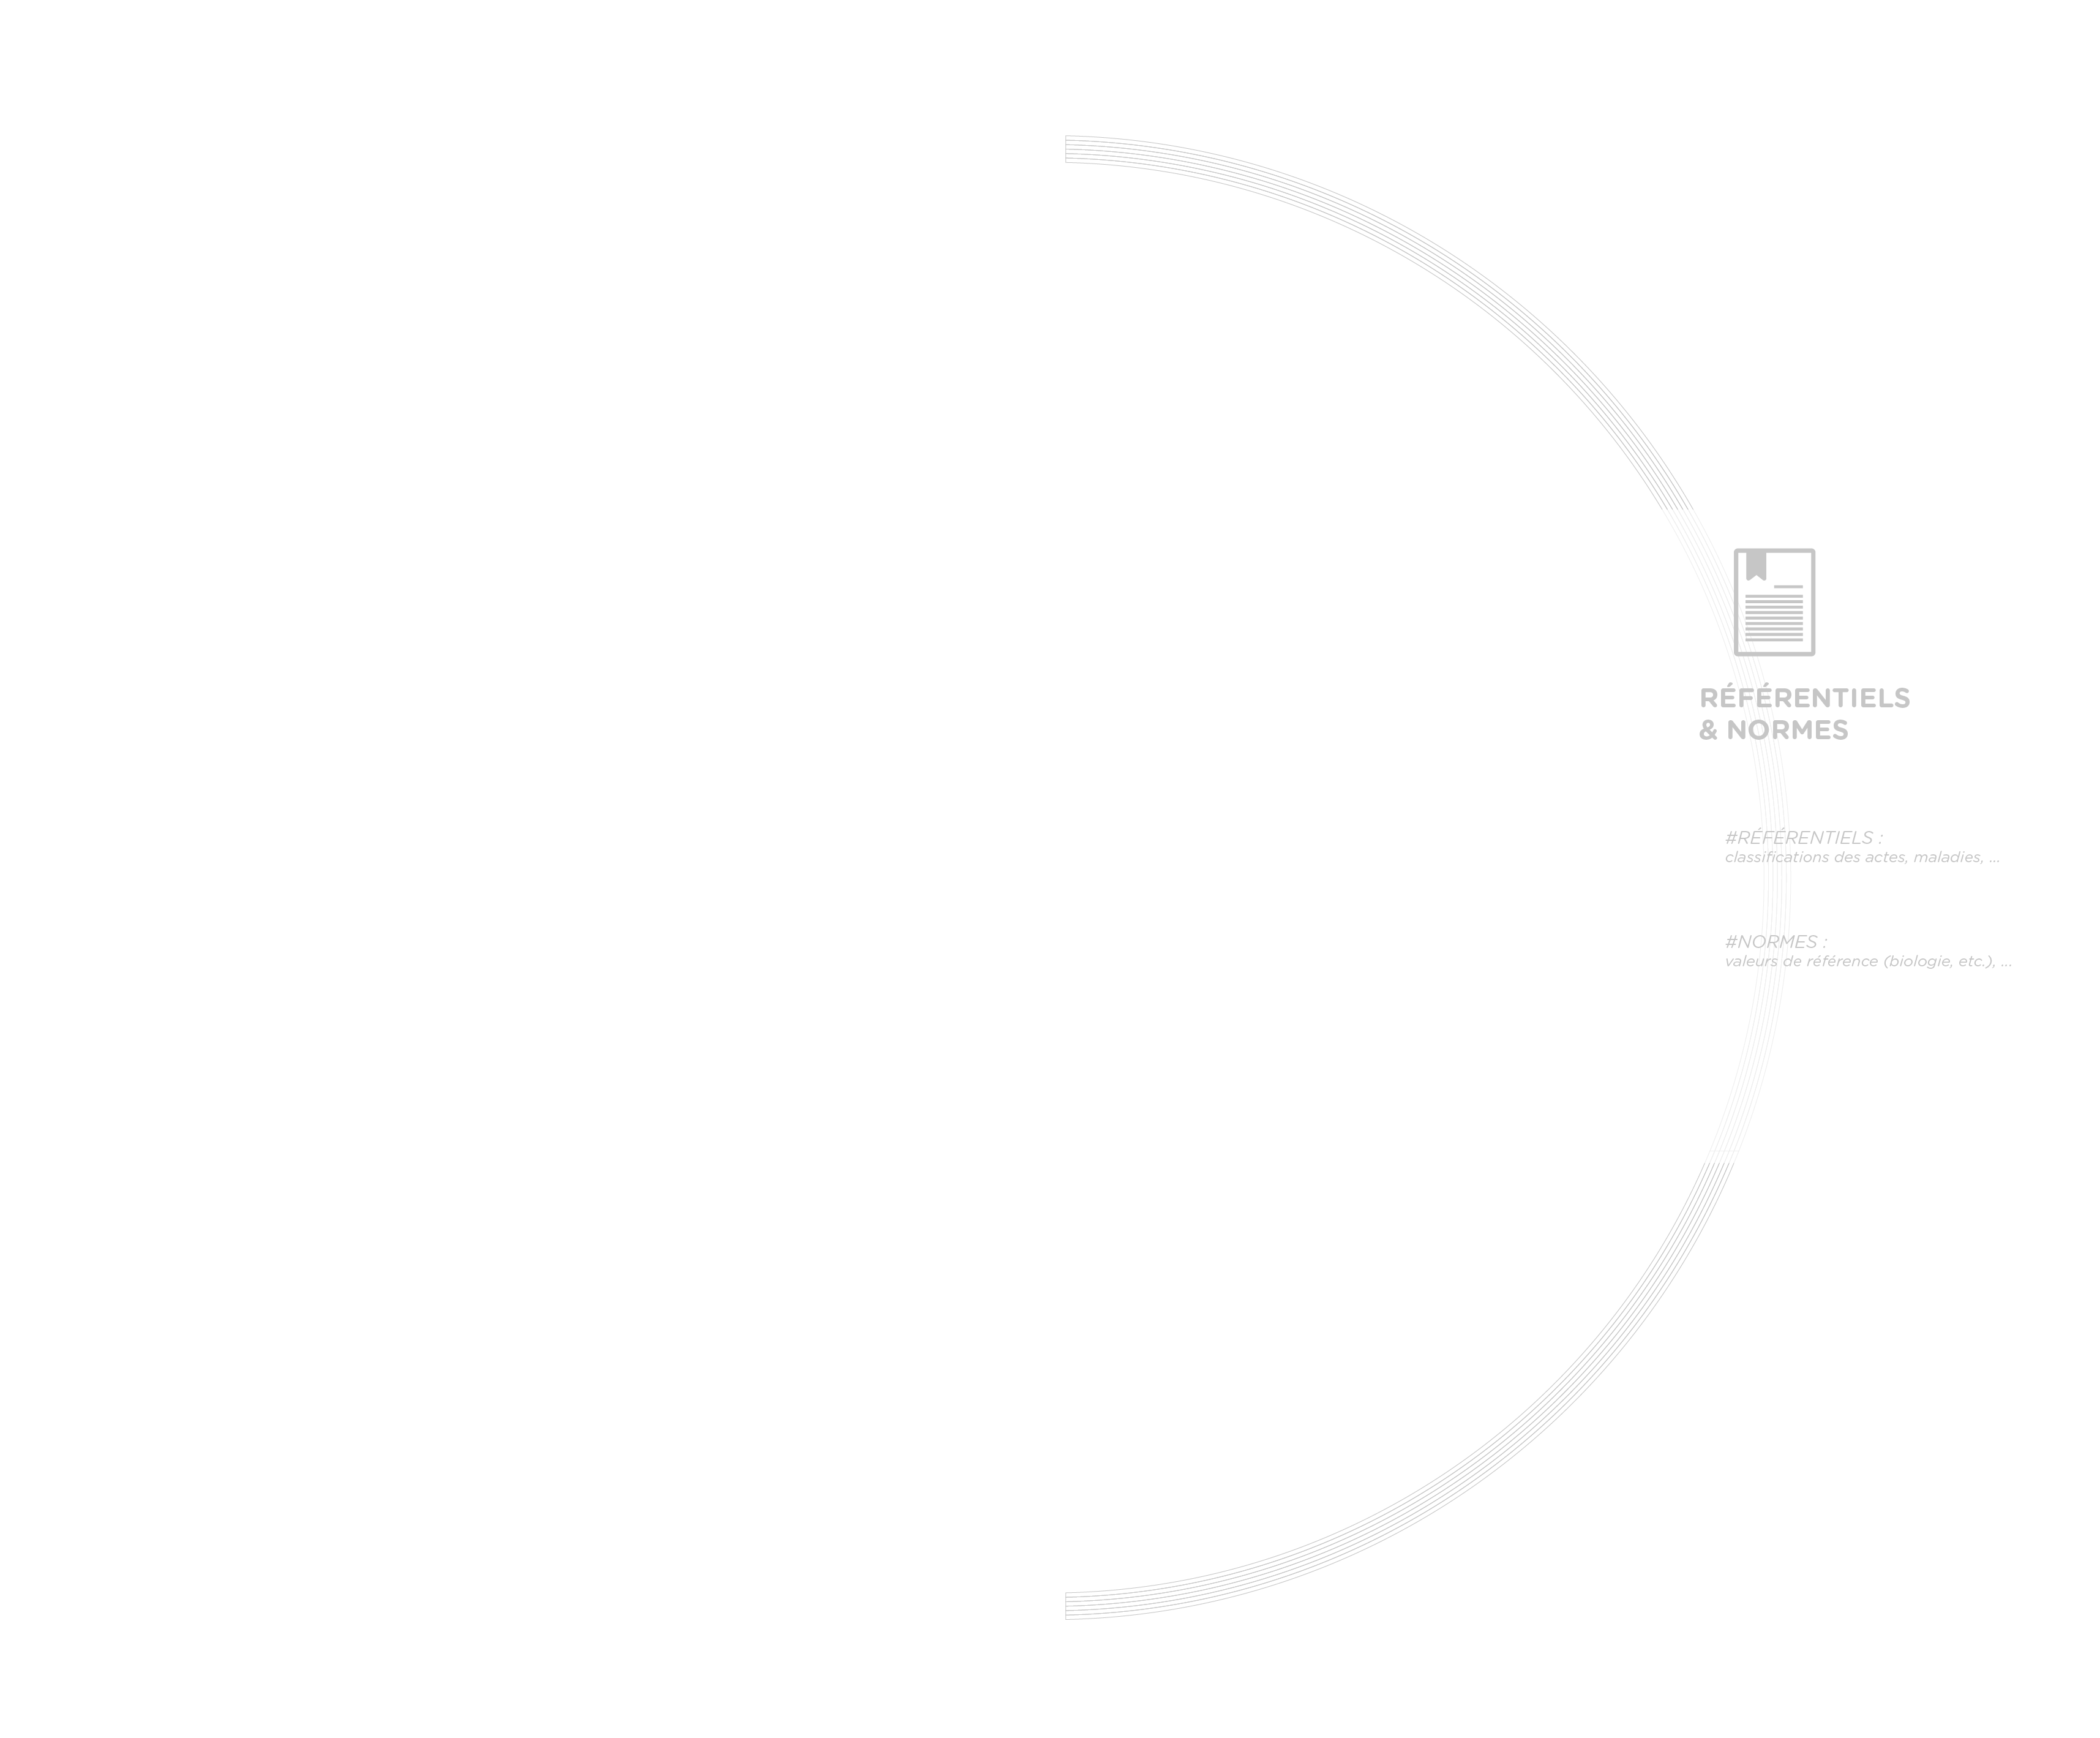 RÉFÉRENTIELS
& NORMES
#RÉFÉRENTIELS :
classifications des actes, maladies, ...
#NORMES :
valeurs de référence (biologie, etc.), ...